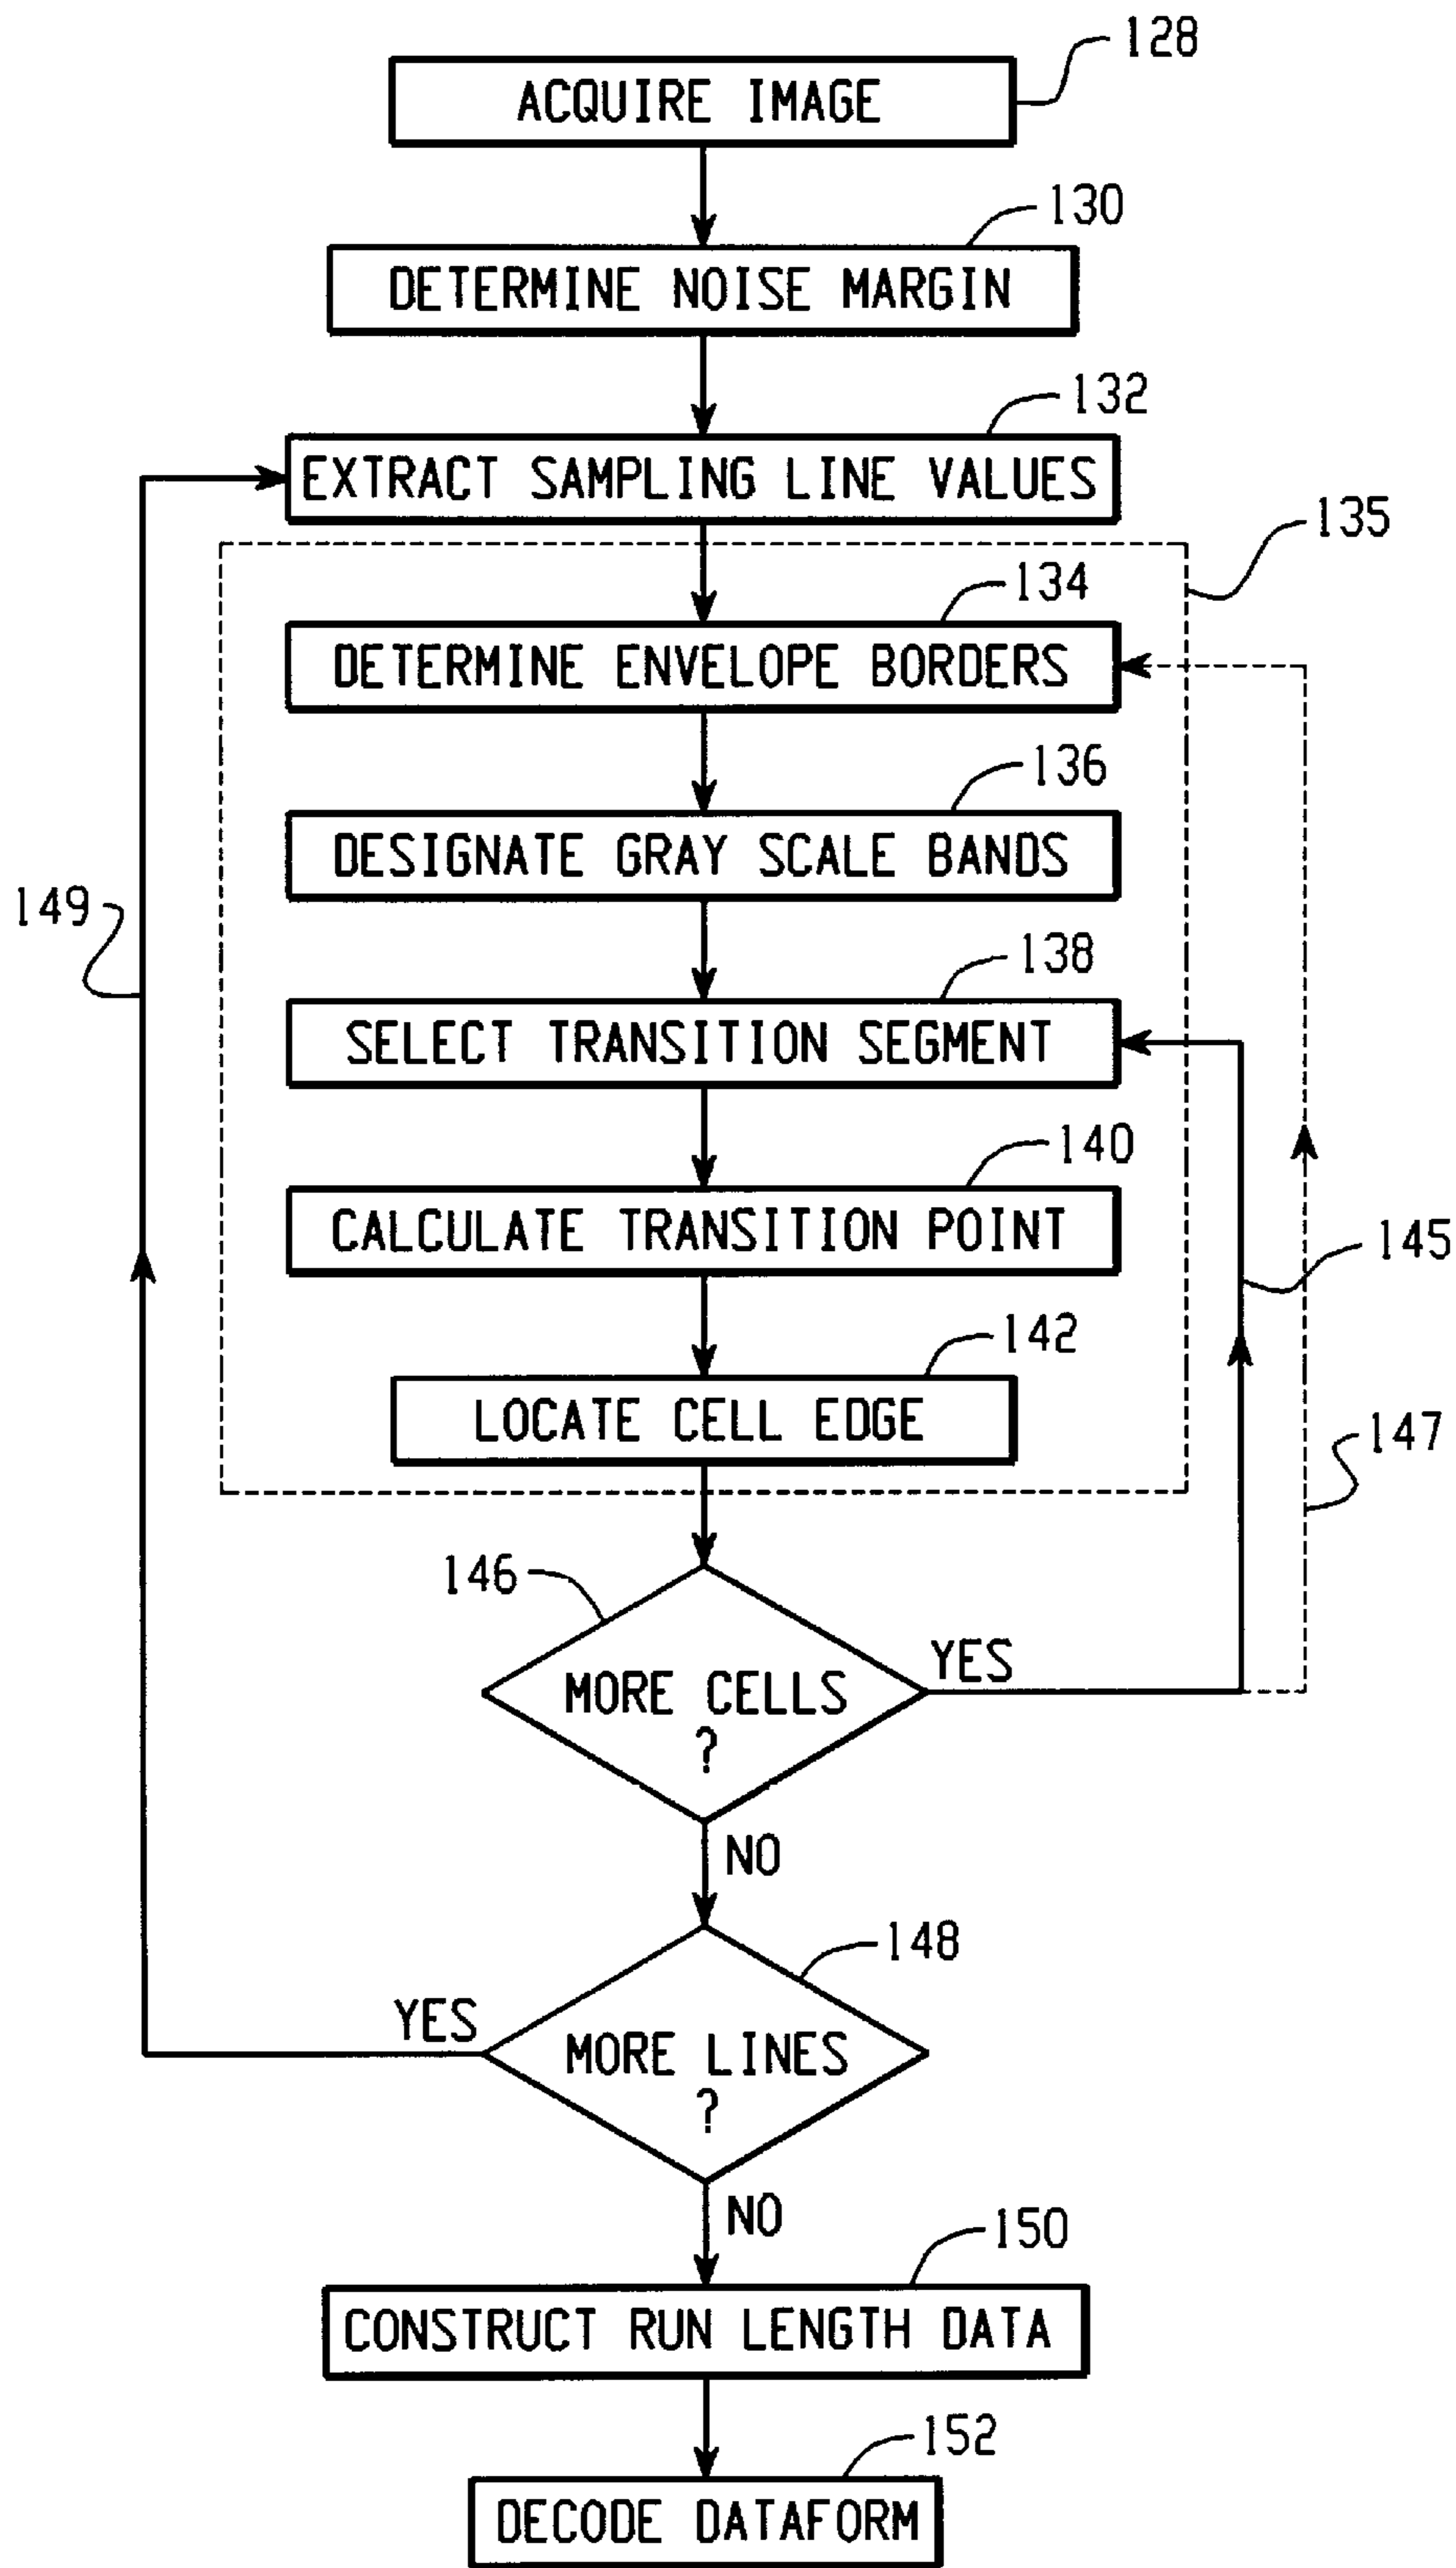 128
ACQUIRE IMAGE
130
DETERMINE NOISE MARGIN
132
EXTRACT SAMPLING LINE VALUES
135
134
DETERMINE ENVELOPE BORDERS
136
DESIGNATE GRAY SCALE BANDS
149
138
SELECT TRANSITION SEGMENT
140
CALCULATE TRANSITION POINT
145
142
LOCATE CELL EDGE
147
146
YES
MORE CELLS
?
NO
148
YES
MORE LINES
?
NO
150
CONSTRUCT RUN LENGTH DATA
152
DECODE DATAFORM